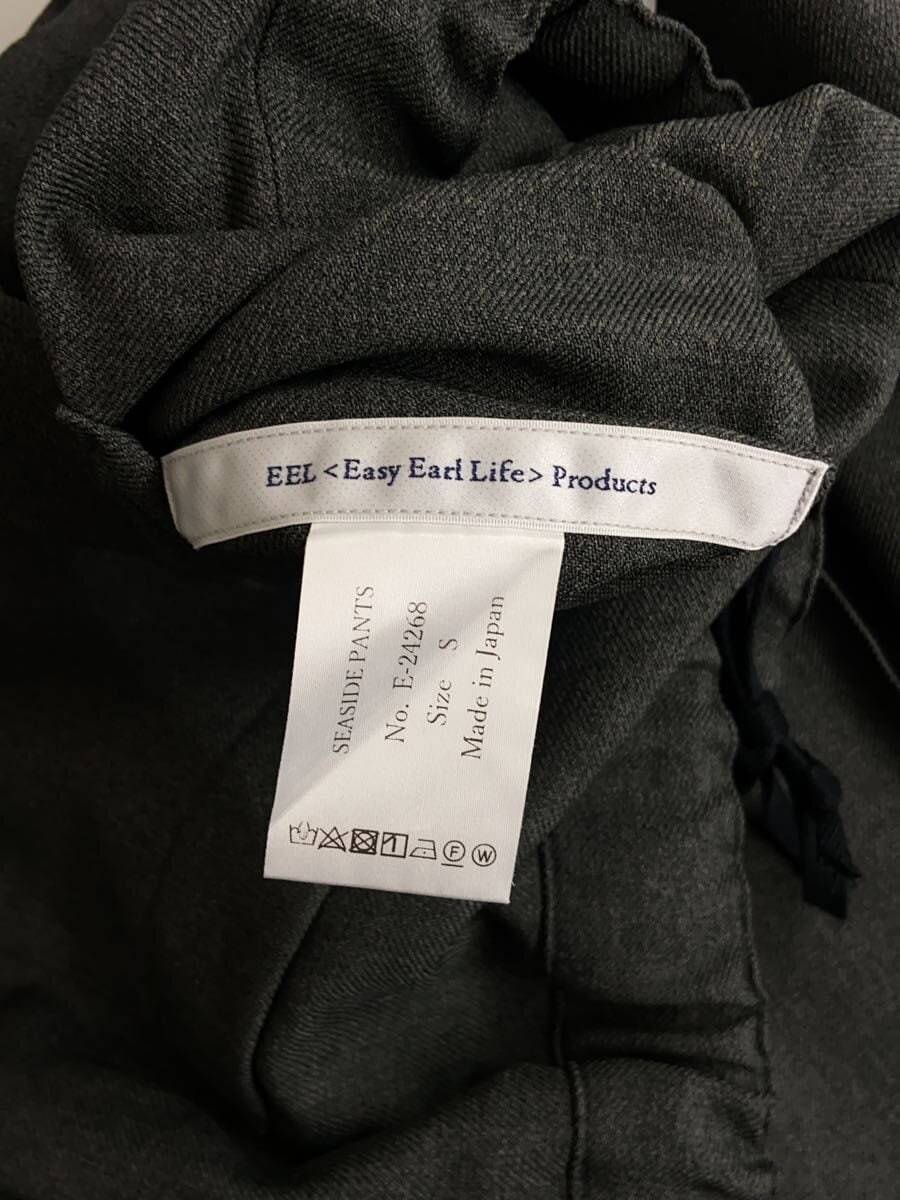 EEL <Easy Earl Life> Products
SEASIDE PANTS
No. E-24268
Size S
Made in Japan
F W